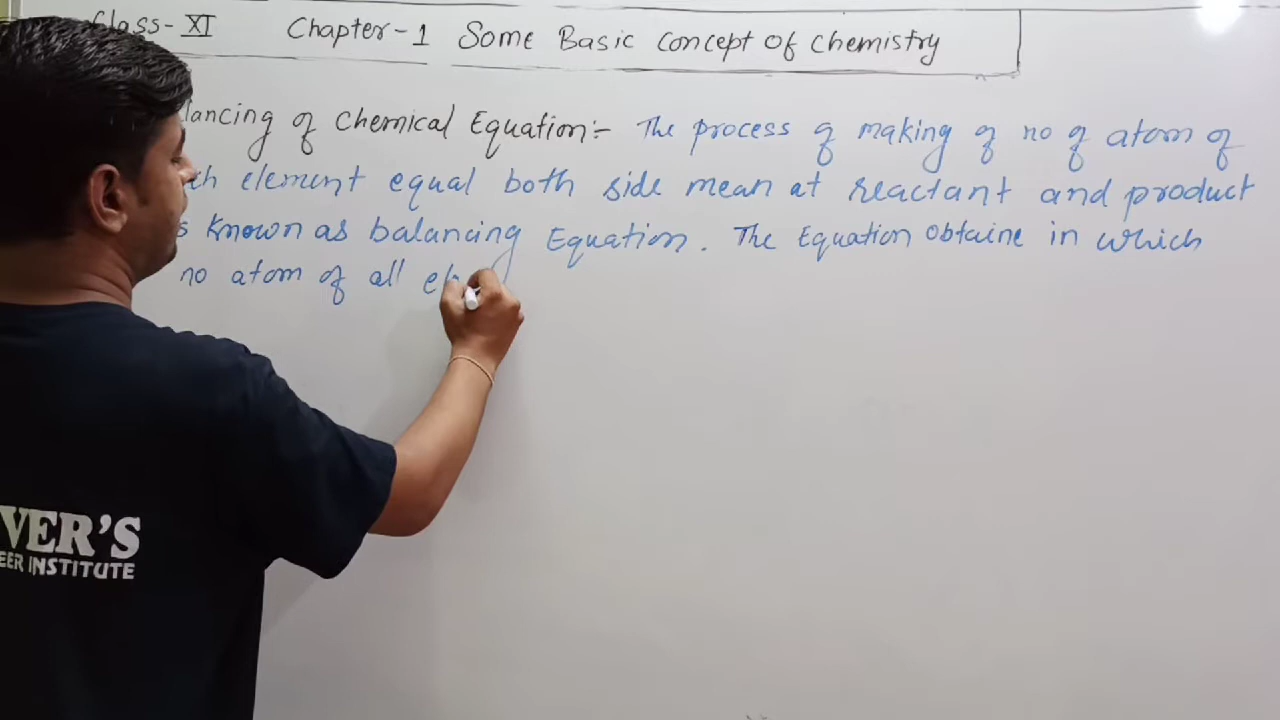 Class-XI Chapter-1 Some Basic Concept of Chemistry
lancing of Chemical Equation:- The process of making of no of atom of
ch element equal both side mean at reactant and product
s known as balancing Equation. The Equation obtaine in which
no atom of all el
VER'S
EER INSTITUTE